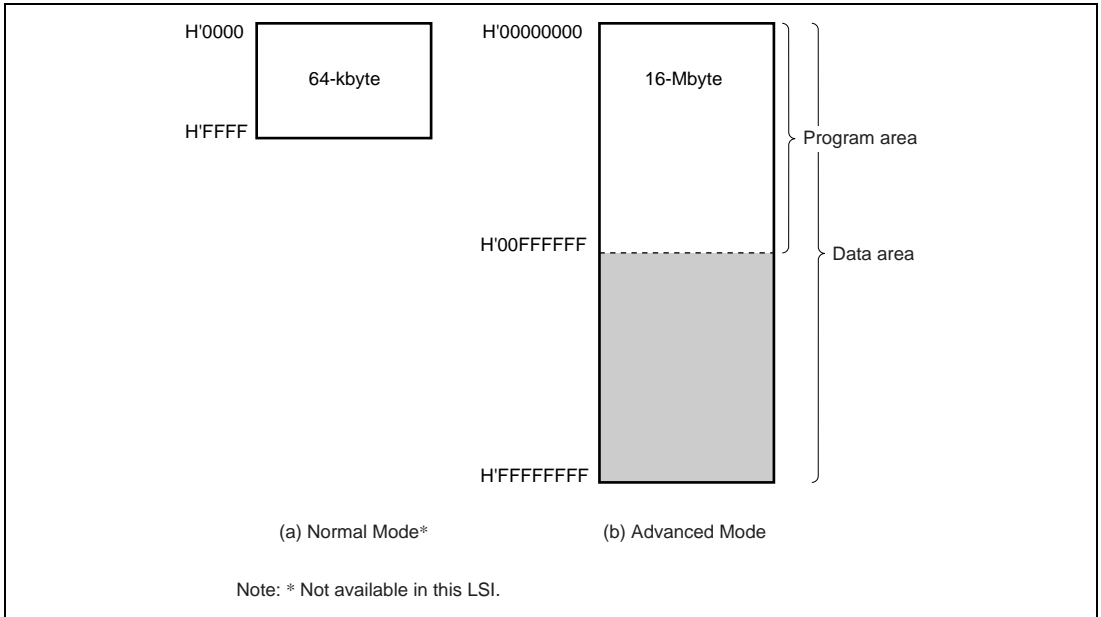 H'0000
64-kbyte
H'FFFF
H'00000000
16-Mbyte
Program area
H'00FFFFFF
Data area
H'FFFFFFFF
(a) Normal Mode*
(b) Advanced Mode
Note: * Not available in this LSI.